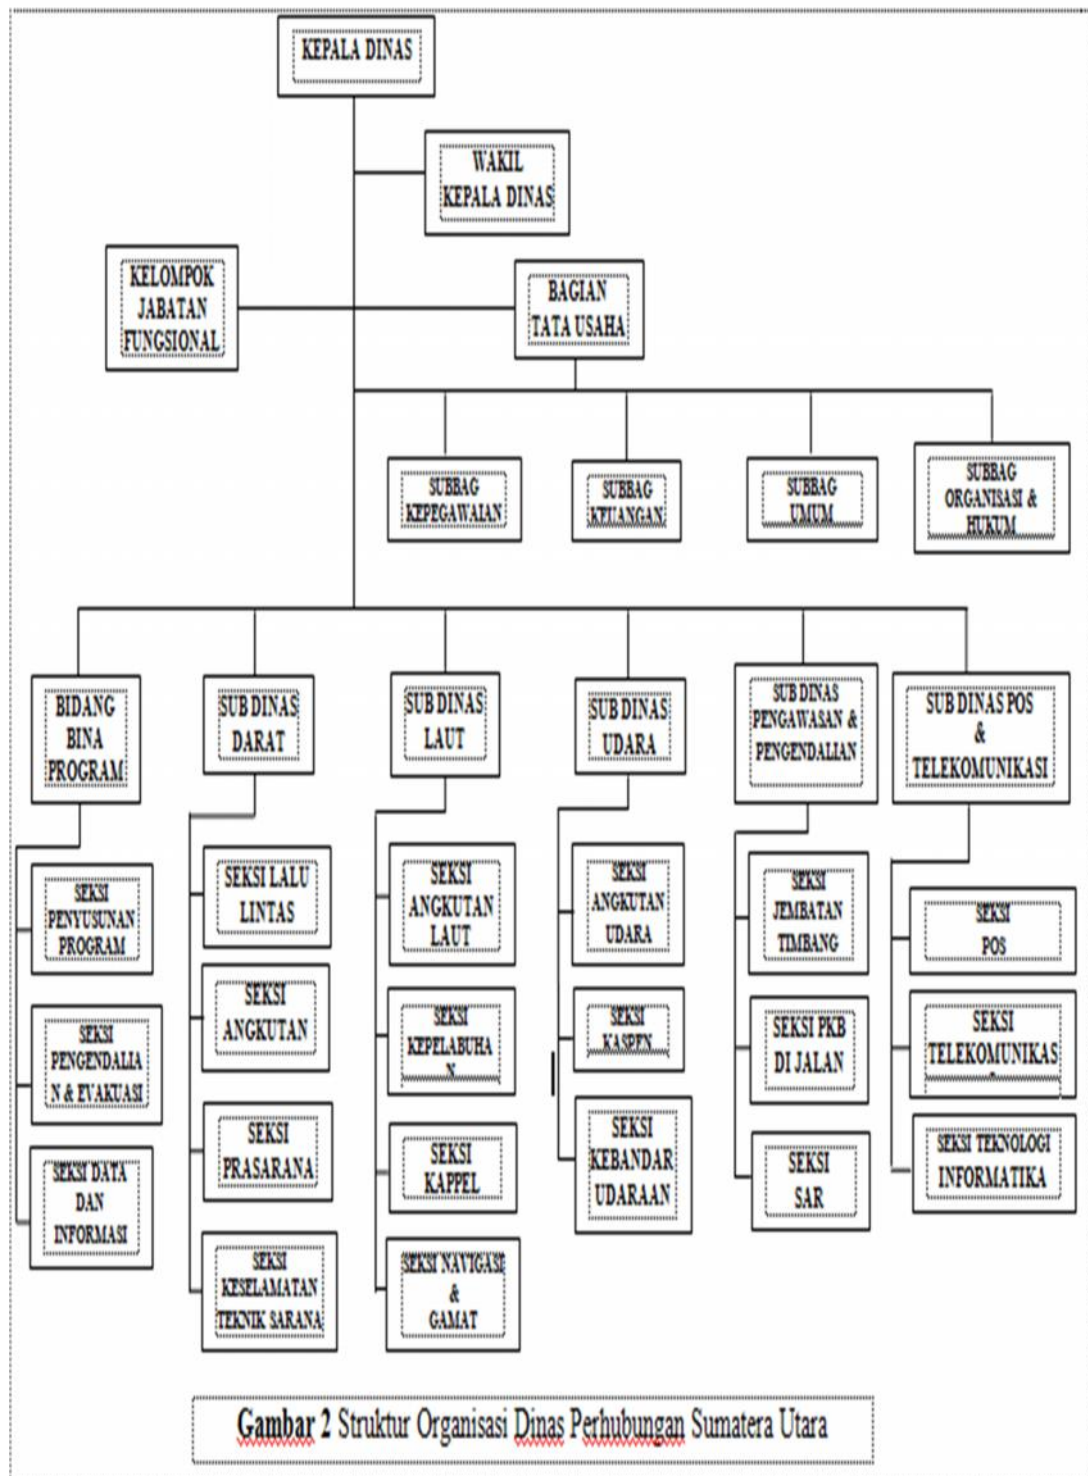 KEPALA DINAS
WAKIL
KEPALA DINAS
KELOMPOK
JABATAN
FUNGSIONAL
BAGIAN
TATA USAHA
SUBBAG
KEPEGAWAIAN
SUBBAG
KEUANGAN
SUBBAG
UMUM
SUBBAG
ORGANISASI &
HUKUM
BIDANG
BINA
PROGRAM
SUB DINAS
DARAT
SUB DINAS
LAUT
SUB DINAS
UDARA
SUB DINAS
PENGAWASAN &
PENGENDALIAN
SUB DINAS POS
&
TELEKOMUNIKASI
SEKSI
PENYUSUNAN
PROGRAM
SEKSI
PENGENDALIA
N & EVAKUASI
SEKSI DATA
DAN
INFORMASI
SEKSI LALU
LINTAS
SEKSI
ANGKUTAN
SEKSI
PRASARANA
SEKSI
KESELAMATAN
TEKNIK SARANA
SEKSI
ANGKUTAN
LAUT
SEKSI
KEPELABUHA
N
SEKSI
KAPPEL
SEKSI NAVIGASI
&
GAMAT
SEKSI
ANGKUTAN
UDARA
SEKSI
KASPEN
SEKSI
KEBANDAR
UDARAAN
SEKSI
JEMBATAN
TIMBANG
SEKSI PKB
DI JALAN
SEKSI
SAR
SEKSI
POS
SEKSI
TELEKOMUNIKAS
SEKSI TEKNOLOGI
INFORMATIKA
Gambar 2 Struktur Organisasi Dinas Perhubungan Sumatera Utara